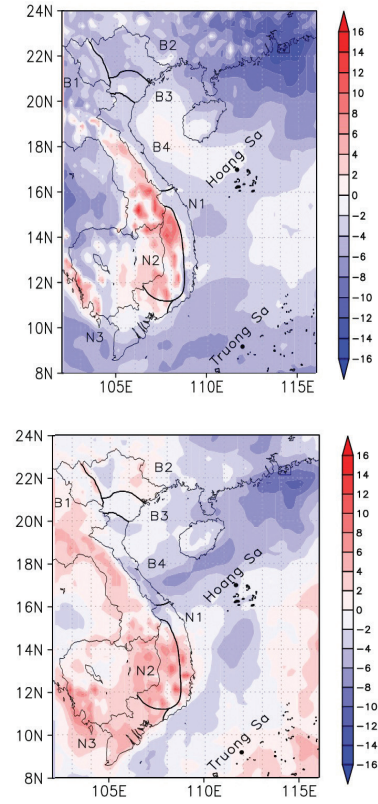 24N
22N
20N
18N
16N
14N
12N
10N
8N
105E
110E
115E
B1
B2
B3
B4
N1
N2
N3
Hoang Sa
Truong Sa
16
14
12
10
8
6
4
2
0
-2
-4
-6
-8
-10
-12
-14
-16
24N
22N
20N
18N
16N
14N
12N
10N
8N
105E
110E
115E
B1
B2
B3
B4
N1
N2
N3
Hoang Sa
Truong Sa
16
14
12
10
8
6
4
2
0
-2
-4
-6
-8
-10
-12
-14
-16